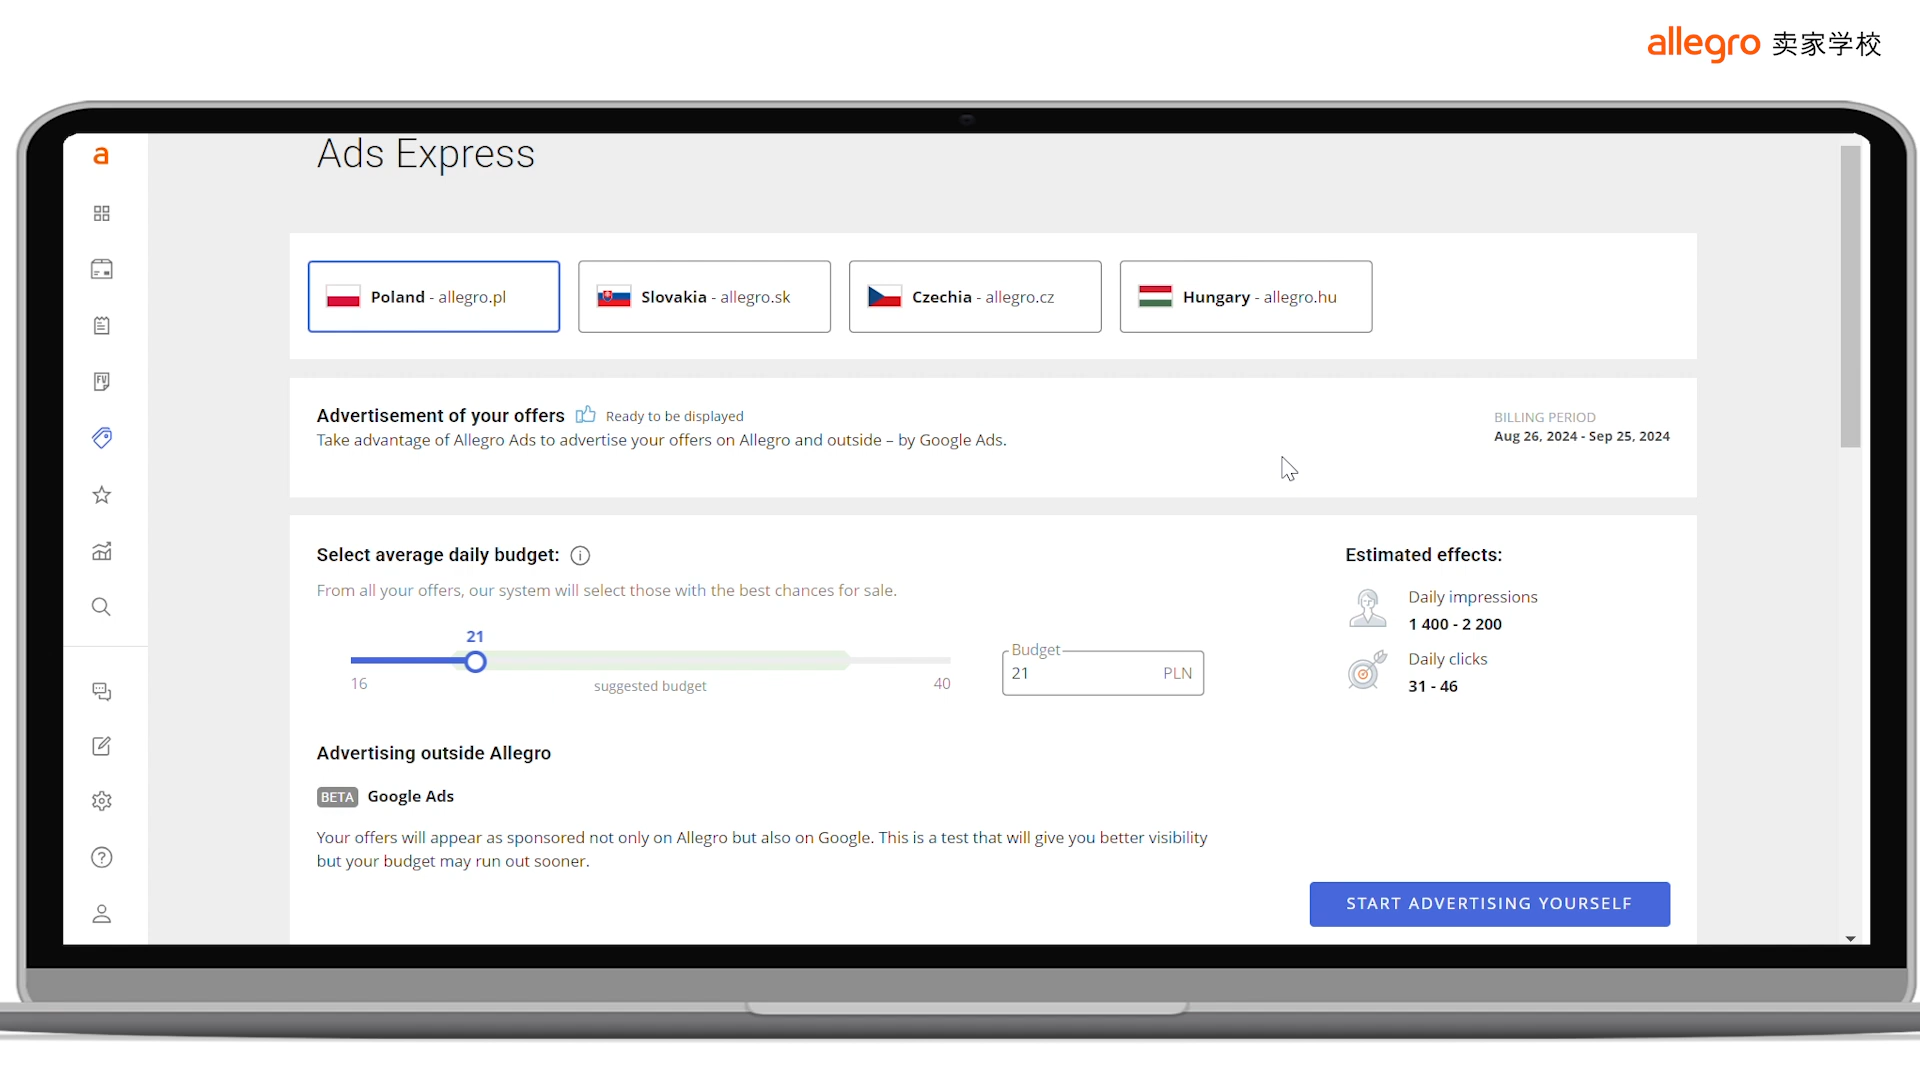 allegro 卖家学校
a
Ads Express
Poland - allegro.pl
Slovakia - allegro.sk
Czechia - allegro.cz
Hungary - allegro.hu
Advertisement of your offers Ready to be displayed
Take advantage of Allegro Ads to advertise your offers on Allegro and outside – by Google Ads.
BILLING PERIOD
Aug 26, 2024 - Sep 25, 2024
FV
Select average daily budget:
From all your offers, our system will select those with the best chances for sale.
21
16
suggested budget
40
Budget
21 PLN
Estimated effects:
Daily impressions
1 400 - 2 200
Daily clicks
31 - 46
Advertising outside Allegro
BETA Google Ads
Your offers will appear as sponsored not only on Allegro but also on Google. This is a test that will give you better visibility
but your budget may run out sooner.
START ADVERTISING YOURSELF